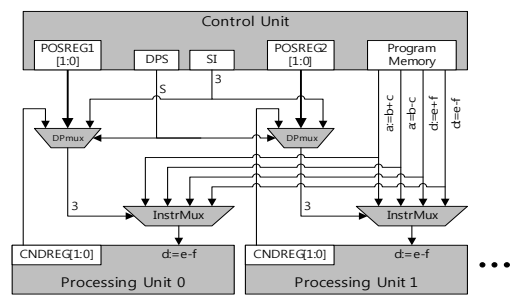 Control Unit
POSREG1
[1:0]
DPS
SI
POSREG2
[1:0]
Program
Memory
S
3
a:=b+c
a:=b-c
d:=e+f
d:=e-f
DPmux
DPmux
3
3
InstrMux
InstrMux
CNDREG[1:0]
d:=e-f
CNDREG[1:0]
d:=e-f
Processing Unit 0
Processing Unit 1